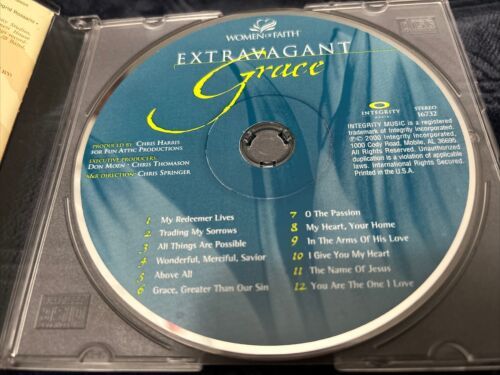 WOMEN OF FAITH
EXTRAVAGANT
Grace
PRODUCED BY: CHRIS HARRIS
FOR FUN ATTIC PRODUCTIONS
EXECUTIVE PRODUCERS:
DON MOEN · CHRIS THOMASON
A&R DIRECTION: CHRIS SPRINGER
INTEGRITY
MUSIC
STEREO
16732
INTEGRITY MUSIC is a registered
trademark of Integrity Incorporated.
℗© 2000 Integrity Incorporated,
1000 Cody Road, Mobile, AL 36695.
All Rights Reserved. Unauthorized
duplication is a violation of applicable
laws. International Rights Secured.
Printed in the U.S.A.
1 My Redeemer Lives
2 Trading My Sorrows
3 All Things Are Possible
4 Wonderful, Merciful, Savior
5 Above All
6 Grace, Greater Than Our Sin
7 O The Passion
8 My Heart, Your Home
9 In The Arms Of His Love
10 I Give You My Heart
11 The Name Of Jesus
12 You Are The One I Love